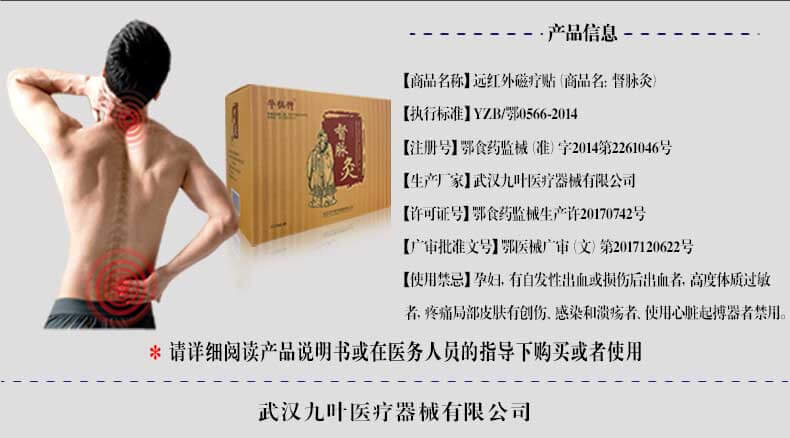 产品信息
【商品名称】远红外磁疗贴（商品名：督脉灸）
【执行标准】YZB/鄂0566-2014
【注册号】鄂食药监械（准）字2014第2261046号
【生产厂家】武汉九叶医疗器械有限公司
【许可证号】鄂食药监械生产许20170742号
【广审批准文号】鄂医械广审（文）第2017120622号
【使用禁忌】孕妇，有自发性出血或损伤后出血者，高度体质过敏
者，疼痛局部皮肤有创伤、感染和溃疡者、使用心脏起搏器者禁用。
督脉灸
* 请详细阅读产品说明书或在医务人员的指导下购买或者使用
武汉九叶医疗器械有限公司